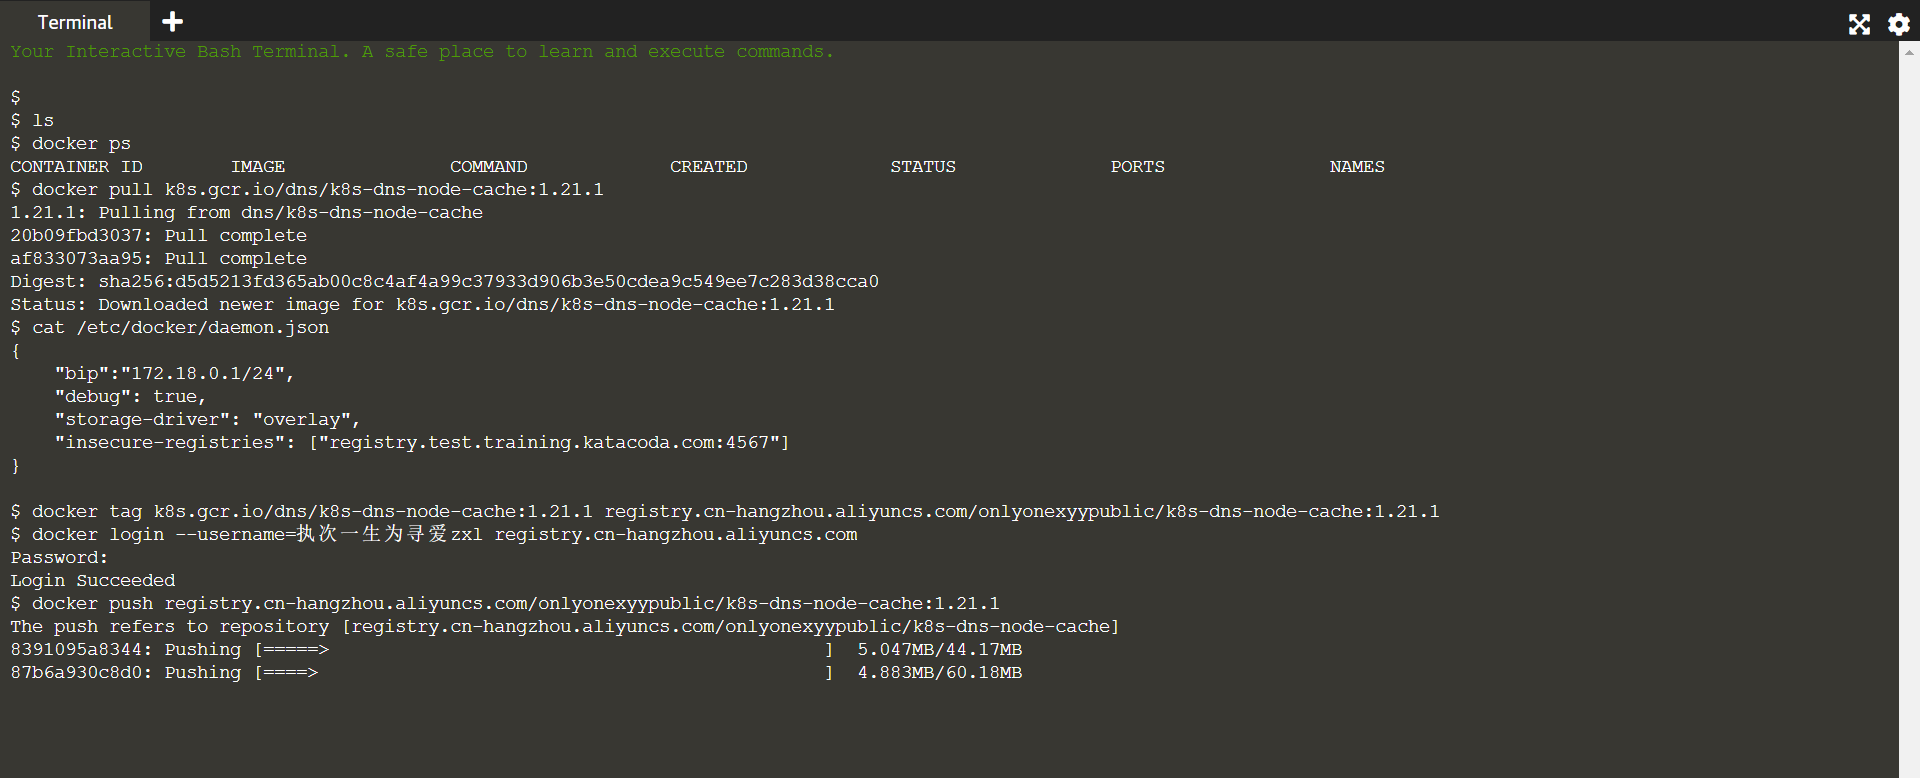 Terminal
Your Interactive Bash Terminal. A safe place to learn and execute commands.
$
$ ls
$ docker ps
CONTAINER ID        IMAGE               COMMAND             CREATED             STATUS              PORTS               NAMES
$ docker pull k8s.gcr.io/dns/k8s-dns-node-cache:1.21.1
1.21.1: Pulling from dns/k8s-dns-node-cache
20b09fbd3037: Pull complete
af833073aa95: Pull complete
Digest: sha256:d5d5213fd365ab00c8c4af4a99c37933d906b3e50cdea9c549ee7c283d38cca0
Status: Downloaded newer image for k8s.gcr.io/dns/k8s-dns-node-cache:1.21.1
$ cat /etc/docker/daemon.json
{
    "bip":"172.18.0.1/24",
    "debug": true,
    "storage-driver": "overlay",
    "insecure-registries": ["registry.test.training.katacoda.com:4567"]
}
$ docker tag k8s.gcr.io/dns/k8s-dns-node-cache:1.21.1 registry.cn-hangzhou.aliyuncs.com/onlyonexyypublic/k8s-dns-node-cache:1.21.1
$ docker login --username=执次一生为寻爱zxl registry.cn-hangzhou.aliyuncs.com
Password:
Login Succeeded
$ docker push registry.cn-hangzhou.aliyuncs.com/onlyonexyypublic/k8s-dns-node-cache:1.21.1
The push refers to repository [registry.cn-hangzhou.aliyuncs.com/onlyonexyypublic/k8s-dns-node-cache]
8391095a8344: Pushing [=====>                                             ]  5.047MB/44.17MB
87b6a930c8d0: Pushing [====>                                              ]  4.883MB/60.18MB